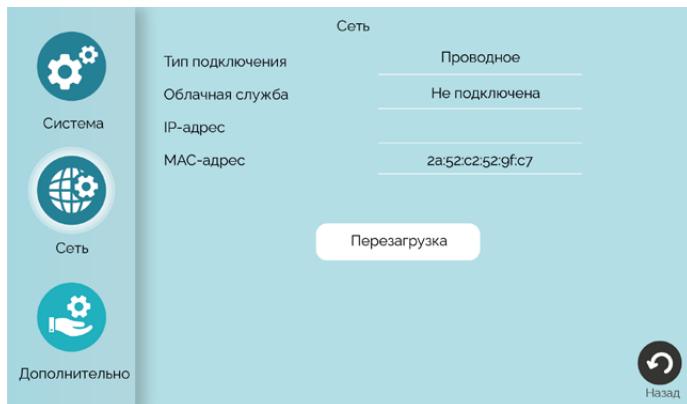 Сеть
Тип подключения Проводное
Облачная служба Не подключена
IP-адрес
MAC-адрес 2a:52:c2:52:9f:c7
Перезагрузка
Система
Сеть
Дополнительно
Назад